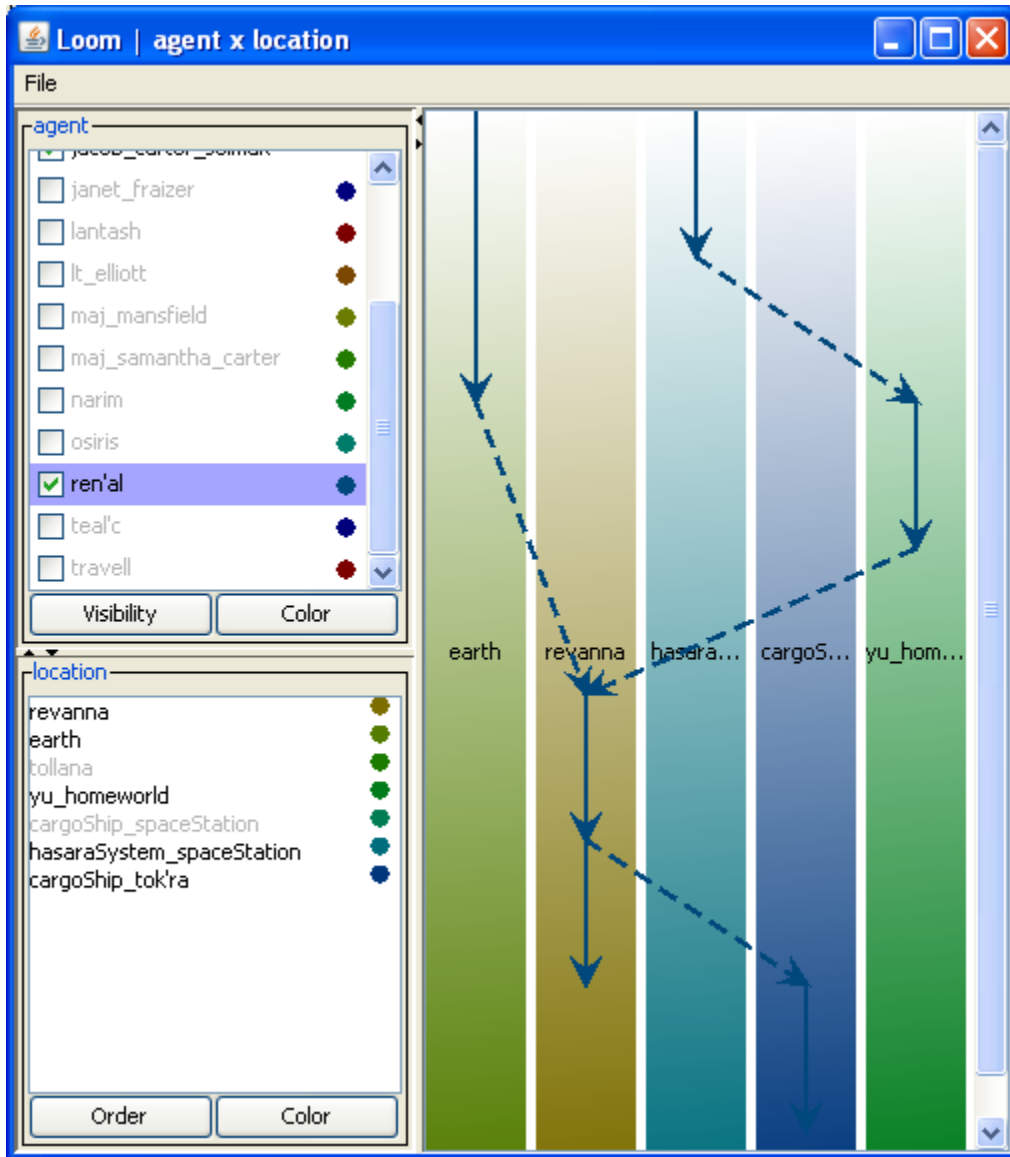 Loom | agent x location
File
agent
janet_fraizer
lantash
lt_elliott
maj_mansfield
maj_samantha_carter
narim
osiris
ren'al
teal'c
travell
Visibility Color
location
revanna
earth
tollana
yu_homeworld
cargoShip_spaceStation
hasaraSystem_spaceStation
cargoShip_tok'ra
Order Color
earth revanna hasara... cargoS... yu_hom...